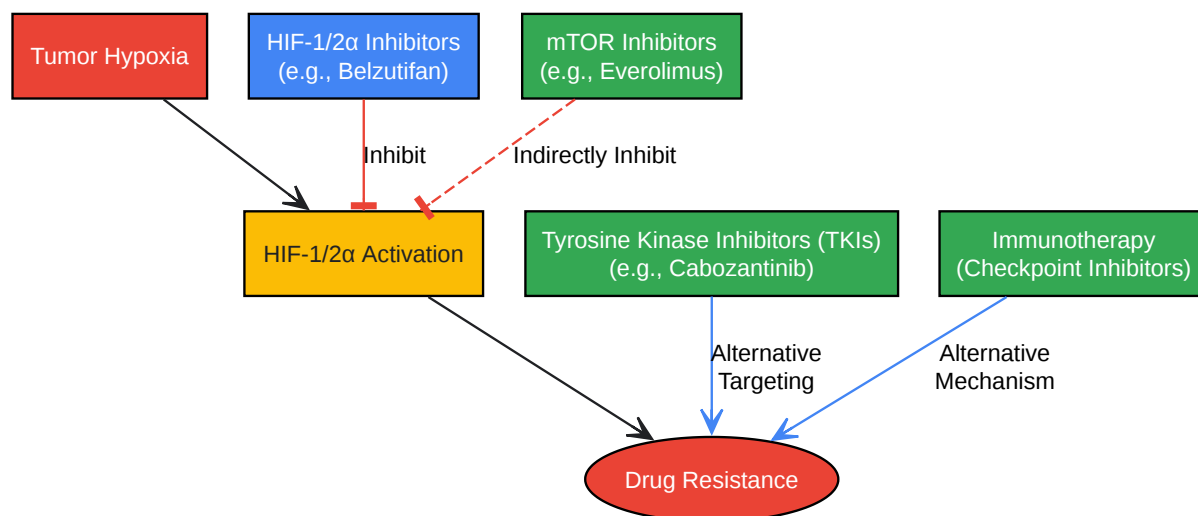 Tumor Hypoxia
HIF-1/2α Inhibitors
(e.g., Belzutifan)
mTOR Inhibitors
(e.g., Everolimus)
Inhibit
Indirectly Inhibit
HIF-1/2α Activation
Tyrosine Kinase Inhibitors (TKIs)
(e.g., Cabozantinib)
Immunotherapy
(Checkpoint Inhibitors)
Alternative
Targeting
Alternative
Mechanism
Drug Resistance